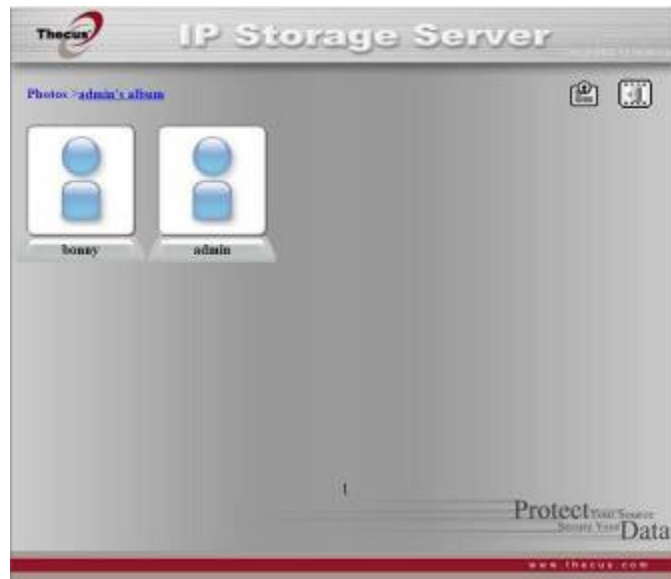 Thecus
IP Storage Server
Photos >admin's album
bonny
admin
1
Protect Your Source
Secure Your Data
www.thecus.com